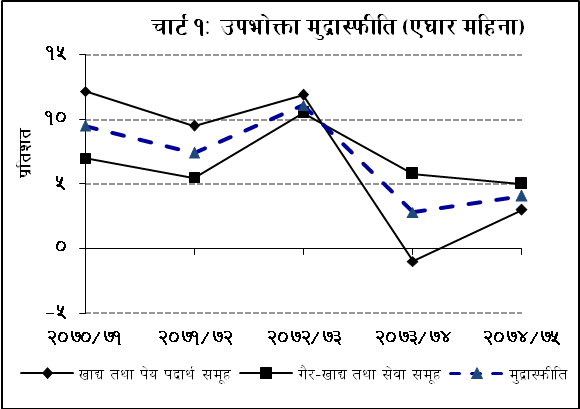 चार्ट १: उपभोक्ता मुद्रास्फीति (एघार महिना)
प्रतिशत
१५
१०
५
०
-५
२०७०/७१ २०७१/७२ २०७२/७३ २०७३/७४ २०७४/७५
खाद्य तथा पेय पदार्थ समूह गैर-खाद्य तथा सेवा समूह मुद्रास्फीति